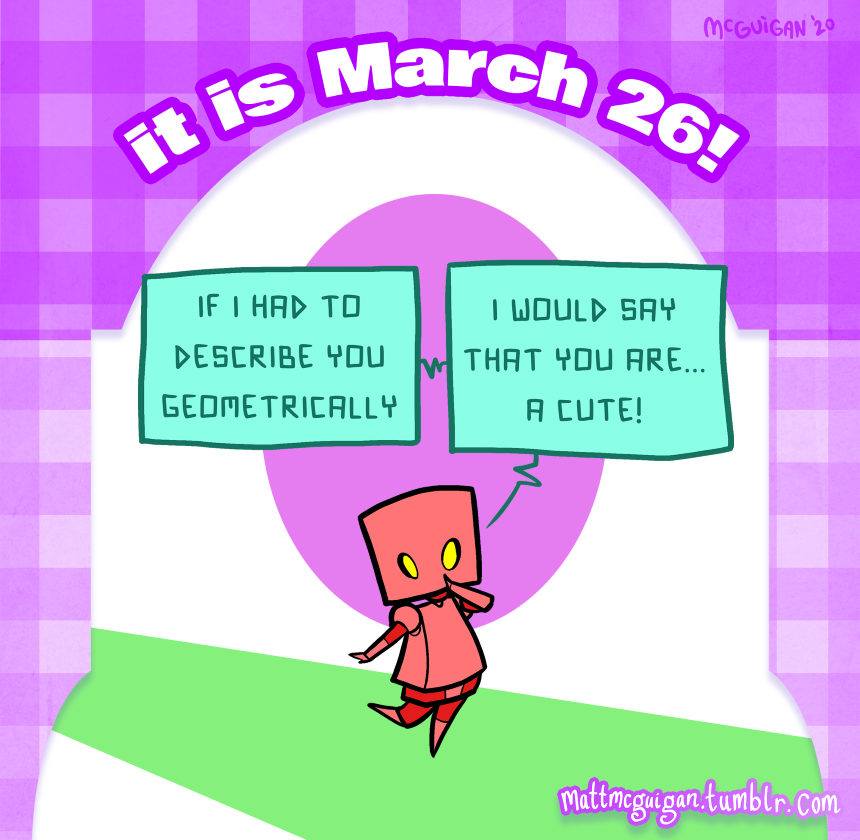 McGUiGAN '20
it is March 26!
IF I HAD TO
DESCRIBE YOU
GEOMETRICALLY
I WOULD SAY
THAT YOU ARE...
A CUTE!
mattmcguigan.tumblr.com